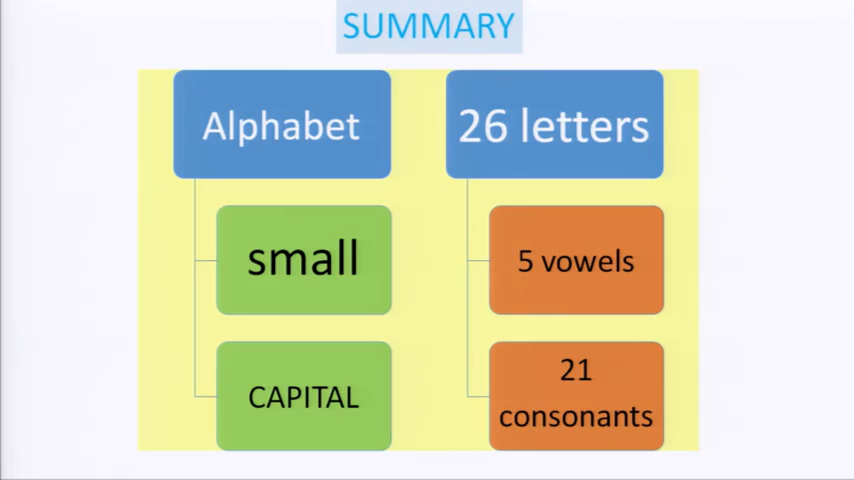 SUMMARY
Alphabet
small
CAPITAL
26 letters
5 vowels
21
consonants